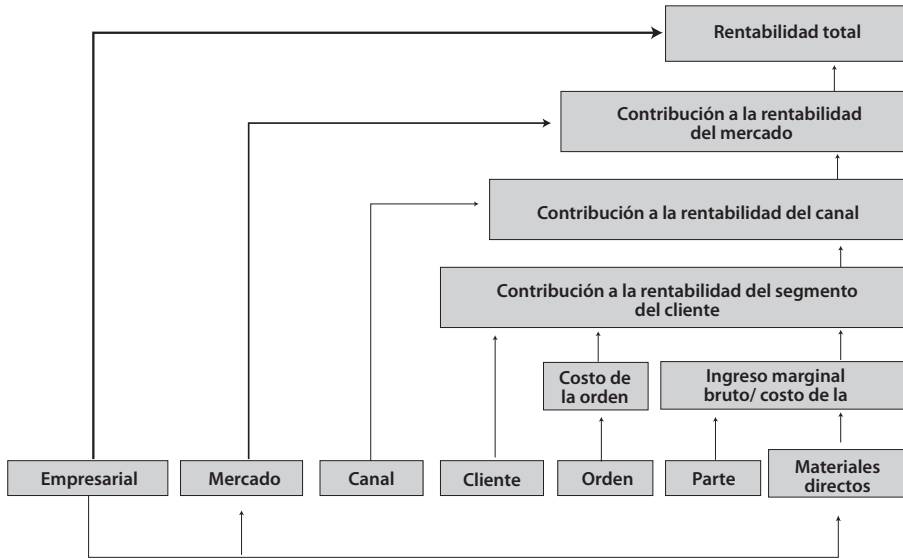 Rentabilidad total
Contribución a la rentabilidad
del mercado
Contribución a la rentabilidad del canal
Contribución a la rentabilidad del segmento
del cliente
Costo de
la orden
Ingreso marginal
bruto/ costo de la
Empresarial
Mercado
Canal
Cliente
Orden
Parte
Materiales
directos